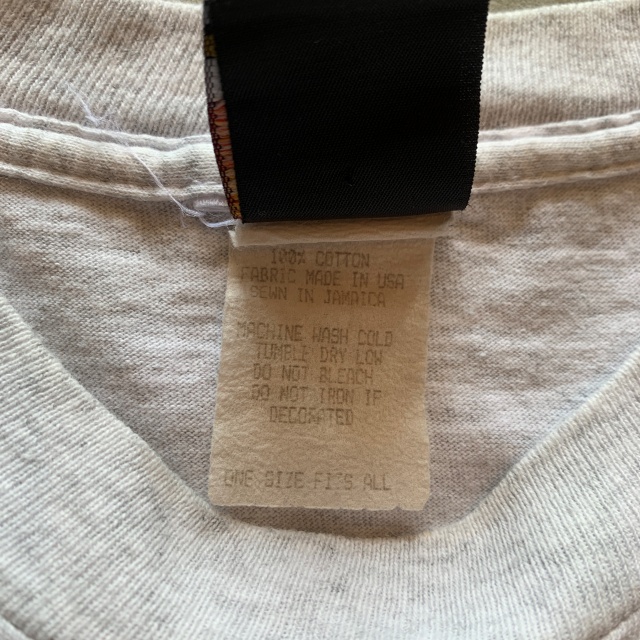 100% COTTON
FABRIC MADE IN USA
SEWN IN JAMAICA
MACHINE WASH COLD
TUMBLE DRY LOW
DO NOT BLEACH
DO NOT IRON IF
DECORATED
ONE SIZE FITS ALL